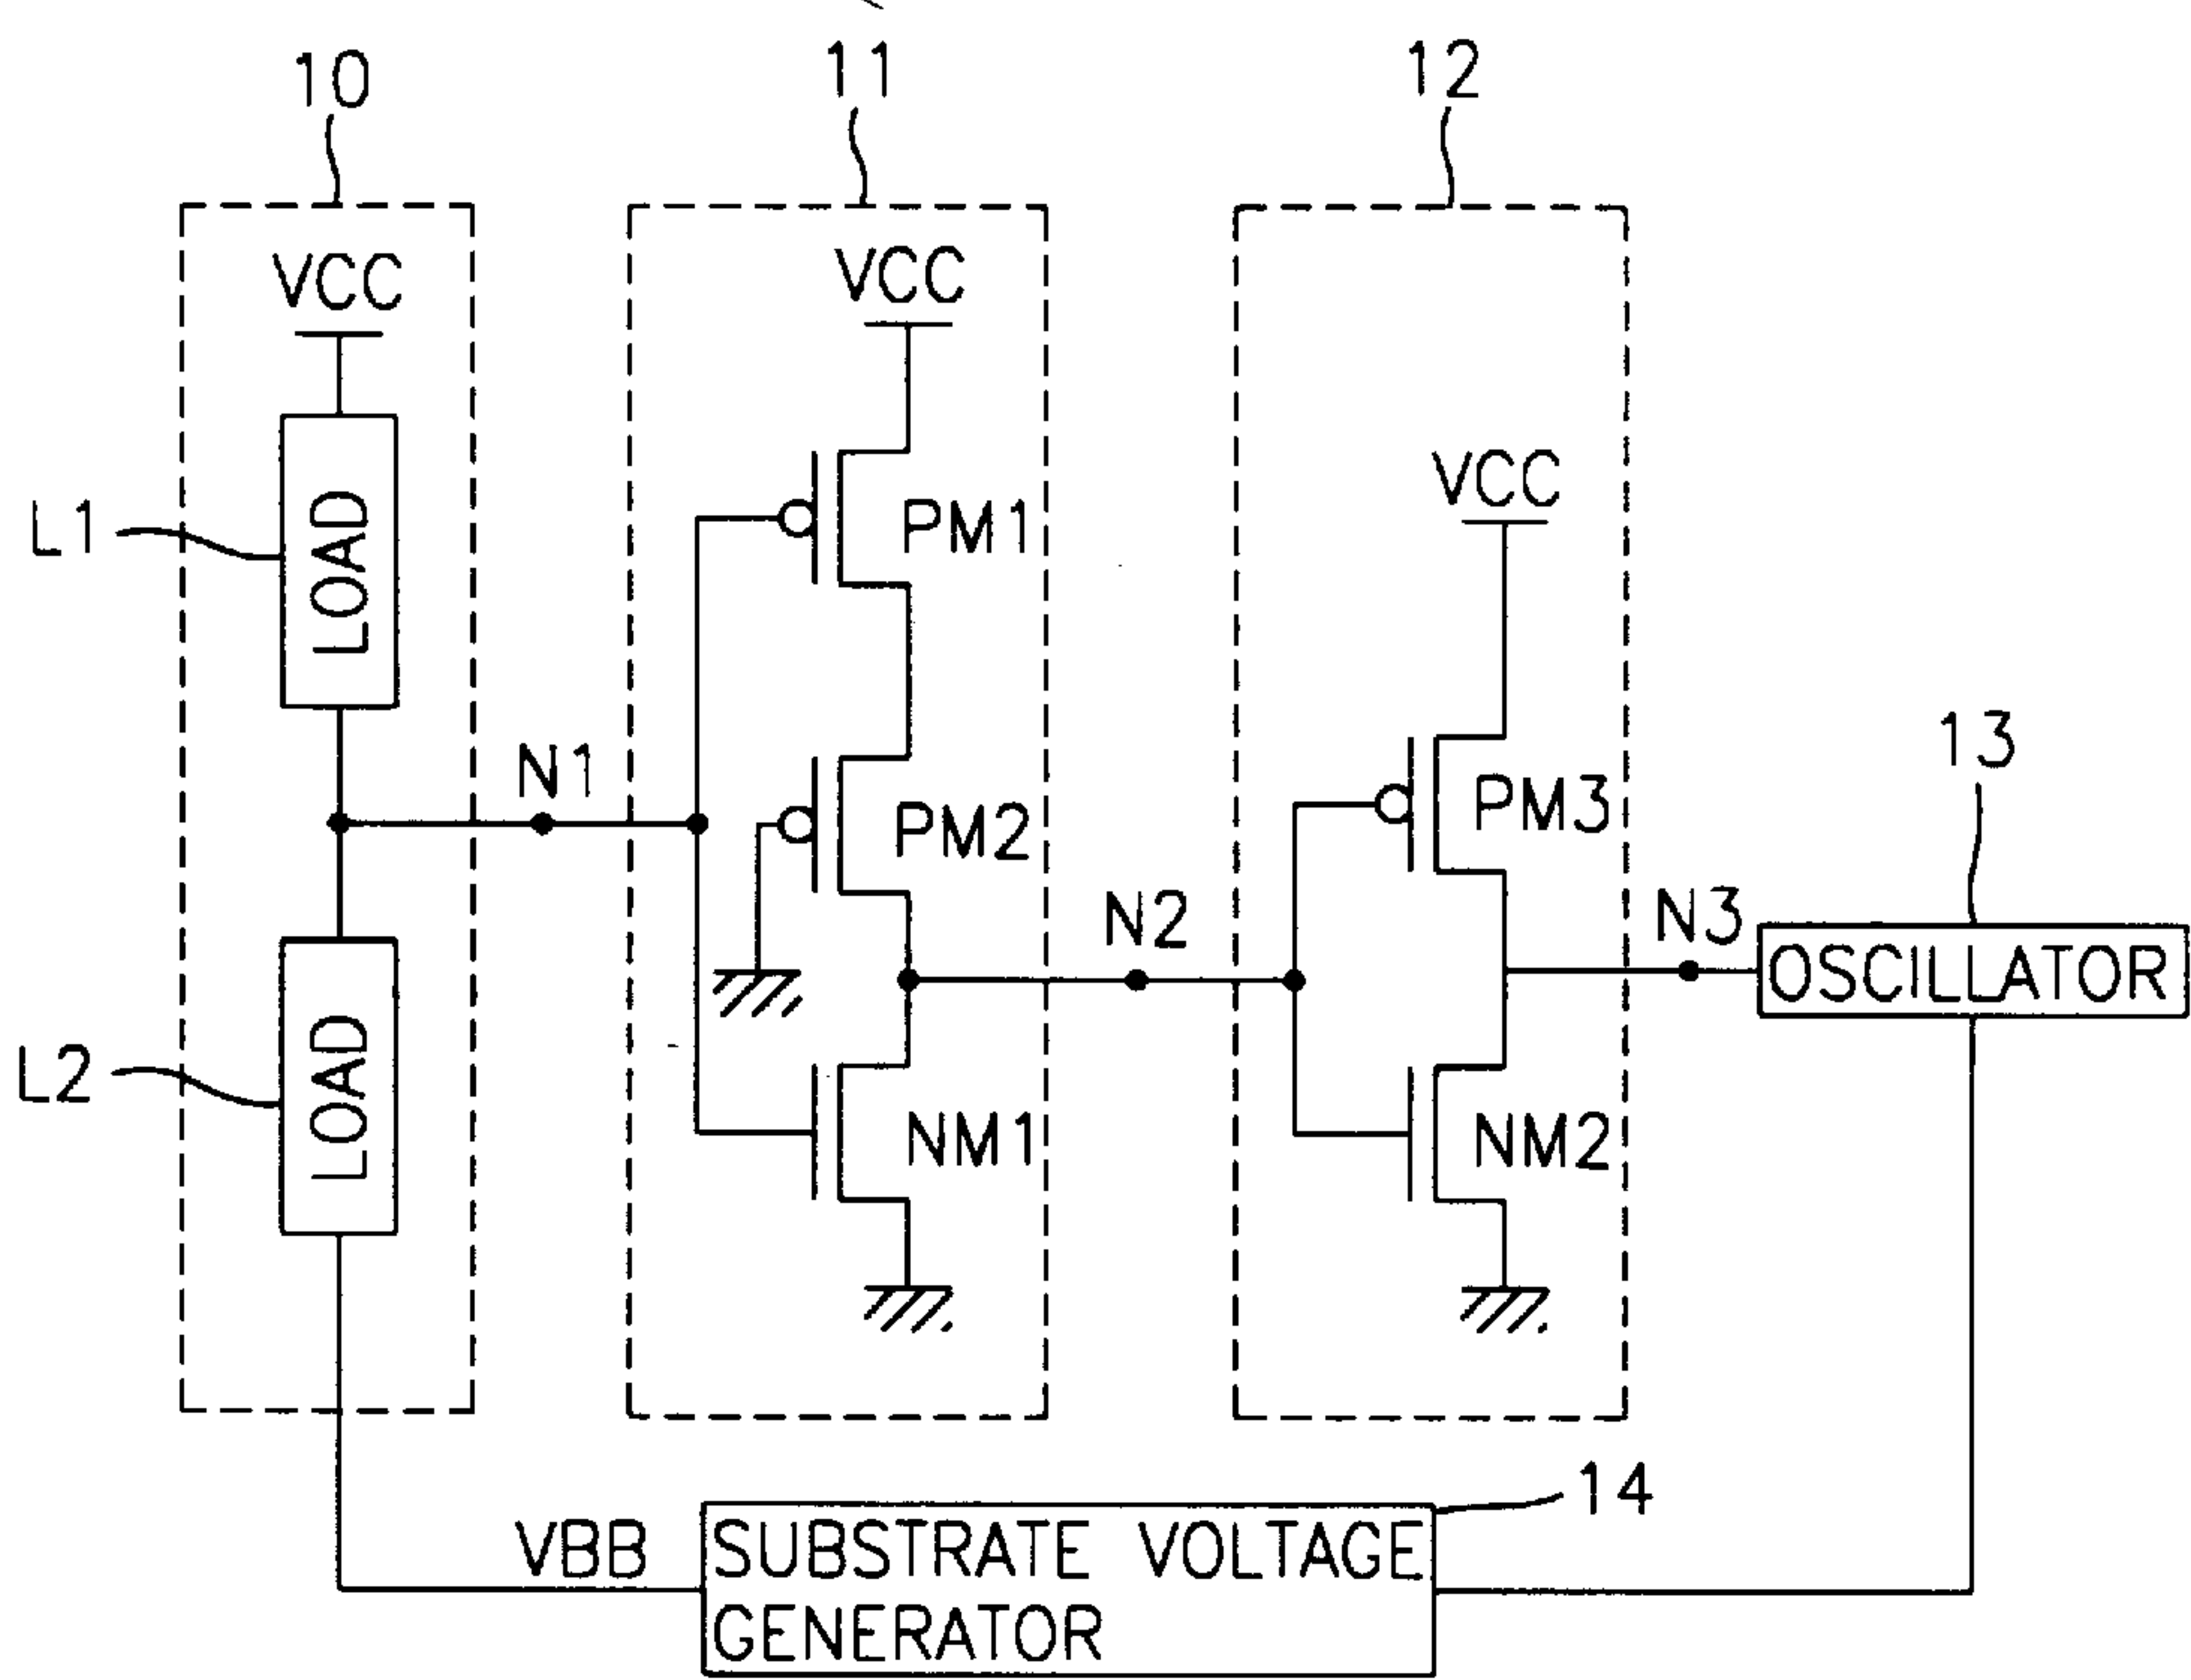 10
11
12
VCC
VCC
VCC
L1
LOAD
PM1
N1
PM2
PM3
13
N2
N3
OSCILLATOR
L2
LOAD
NM1
NM2
14
VBB
SUBSTRATE VOLTAGE
GENERATOR